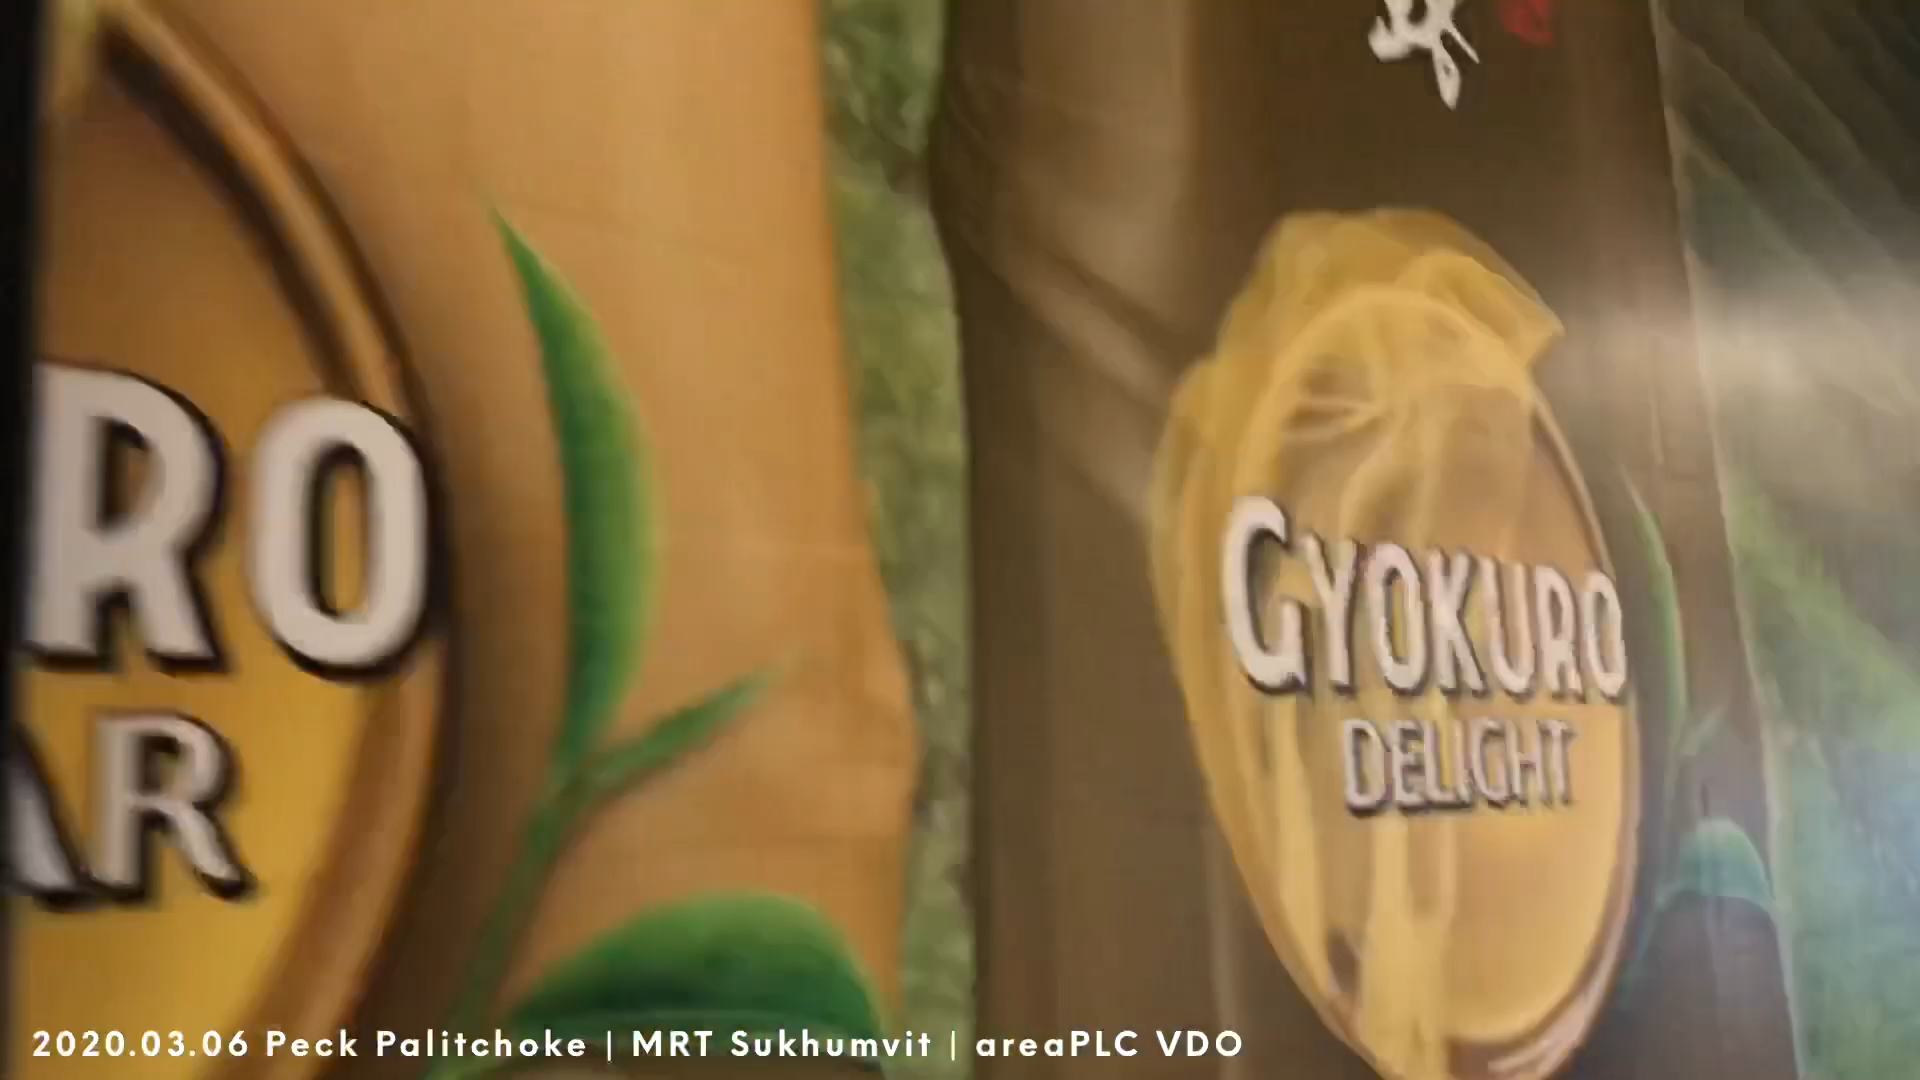 RO
AR
GYOKURO
DELIGHT
2020.03.06 Peck Palitchoke | MRT Sukhumvit | areaPLC VDO